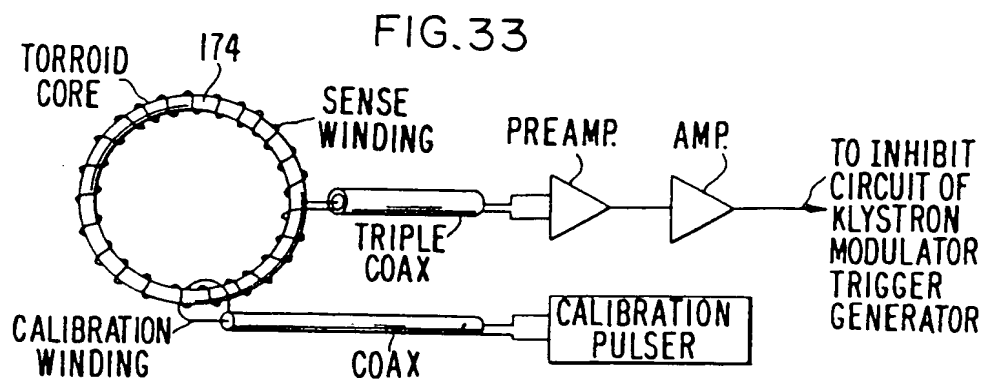 FIG.33
TORROID
CORE
174
SENSE
WINDING
PREAMP.
AMP.
TO INHIBIT
CIRCUIT OF
KLYSTRON
MODULATOR
TRIGGER
GENERATOR
TRIPLE
COAX
CALIBRATION
WINDING
COAX
CALIBRATION
PULSER